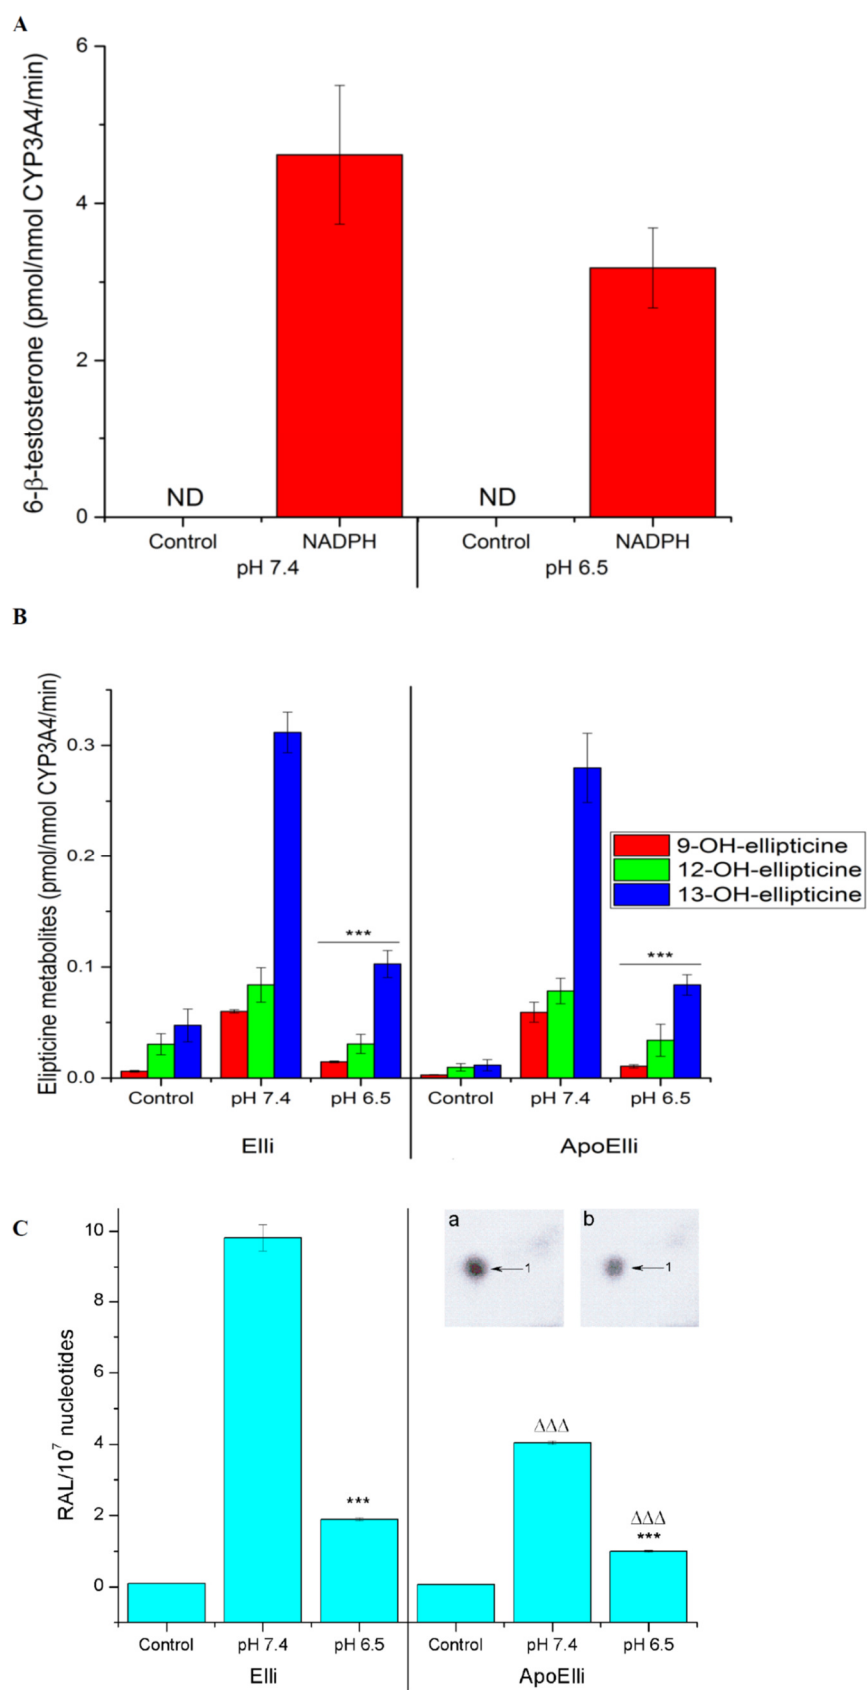 A
6-β-testosterone (pmol/nmol CYP3A4/min)
6
4
2
0
ND
ND
Control
NADPH
Control
NADPH
pH 7.4
pH 6.5
B
Elipticine metabolites (pmol/nmol CYP3A4/min)
0.3
0.2
0.1
0.0
9-OH-ellipticine
12-OH-ellipticine
13-OH-ellipticine
***
***
Control
pH 7.4
pH 6.5
Control
pH 7.4
pH 6.5
Elli
ApoElli
C
RAL/10⁷ nucleotides
10
8
6
4
2
0
a
1
b
1
***
ΔΔΔ
ΔΔΔ
***
Control
pH 7.4
pH 6.5
Control
pH 7.4
pH 6.5
Elli
ApoElli